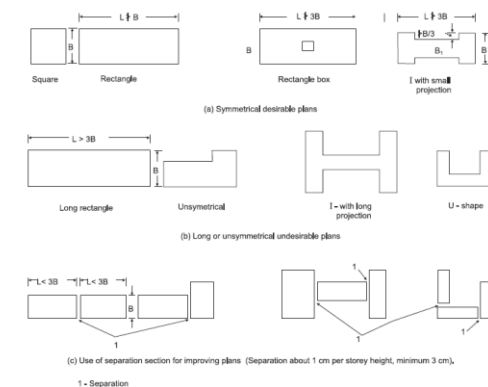 L ∤ B
L ∤ 3B
L ∤ 3B
B
B
B/3
B₁
B
Square
Rectangle
Rectangle box
I with small
projection
(a) Symmetrical desirable plans
L > 3B
B
Long rectangle
Unsymetrical
I - with long
projection
U - shape
(b) Long or unsymmetrical undesirable plans
L< 3B
L< 3B
B
1
1
1
1
(c) Use of separation section for improving plans (Separation about 1 cm per storey height, minimum 3 cm).
1 - Separation